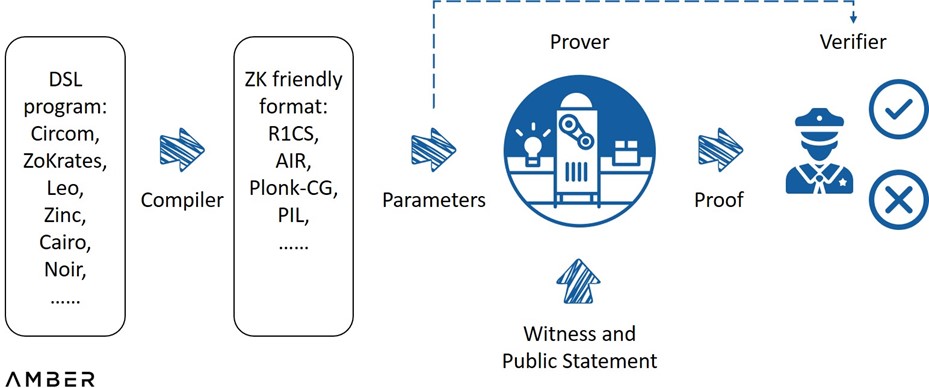 DSL
program:
Circom,
ZoKrates,
Leo,
Zinc,
Cairo,
Noir,
......
Compiler
ZK friendly
format:
R1CS,
AIR,
Plonk-CG,
PIL,
......
Parameters
Prover
Witness and
Public Statement
Proof
Verifier
AMBER